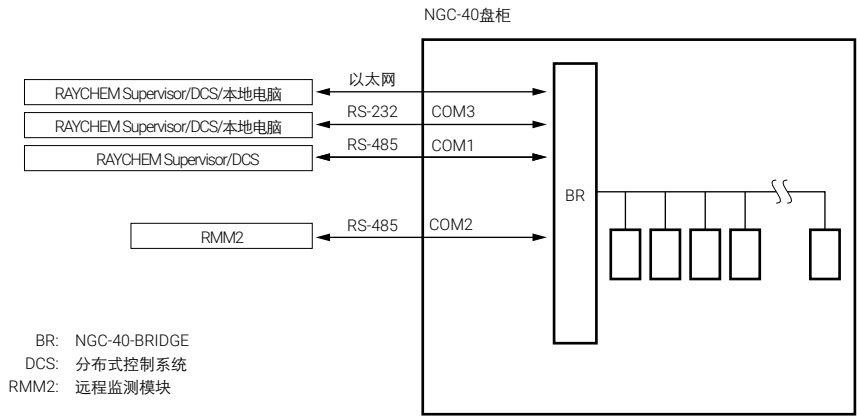 NGC-40盘柜
以太网
RAYCHEM Supervisor/DCS/本地电脑
RS-232 COM3
RAYCHEM Supervisor/DCS/本地电脑
RS-485 COM1
RAYCHEM Supervisor/DCS
BR
RS-485 COM2
RMM2
BR: NGC-40-BRIDGE
DCS: 分布式控制系统
RMM2: 远程监测模块